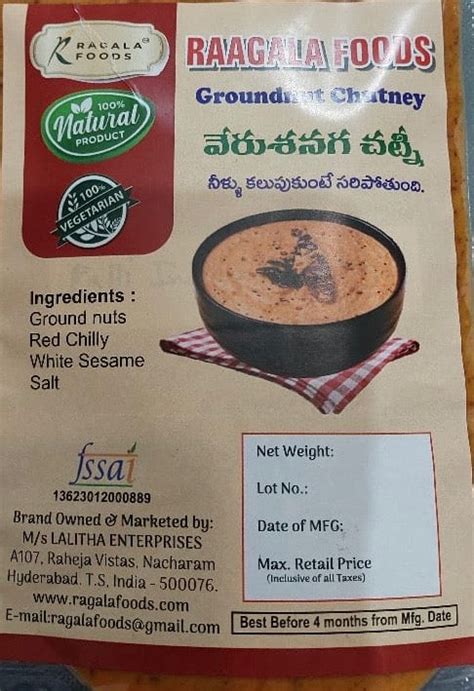 RAGALA
FOODS
RAAGALA FOODS
Groundnut Chutney
100%
Natural
PRODUCT
వేరుశనగ చట్నీ
నీళ్ళు కలుపుకుంటే సరిపోతుంది.
100%
VEGETARIAN
Ingredients :
Ground nuts
Red Chilly
White Sesame
Salt
fssai
13623012000889
Brand Owned & Marketed by:
M/s LALITHA ENTERPRISES
A107, Raheja Vistas, Nacharam
Hyderabad. T.S, India - 500076.
www.ragalafoods.com
E-mail:ragalafoods@gmail.com
Net Weight:
Lot No.:
Date of MFG:
Max. Retail Price
(Inclusive of all Taxes)
Best Before 4 months from Mfg. Date